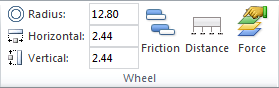 Radius: 12.80
Horizontal: 2.44
Vertical: 2.44
Friction Distance Force
Wheel